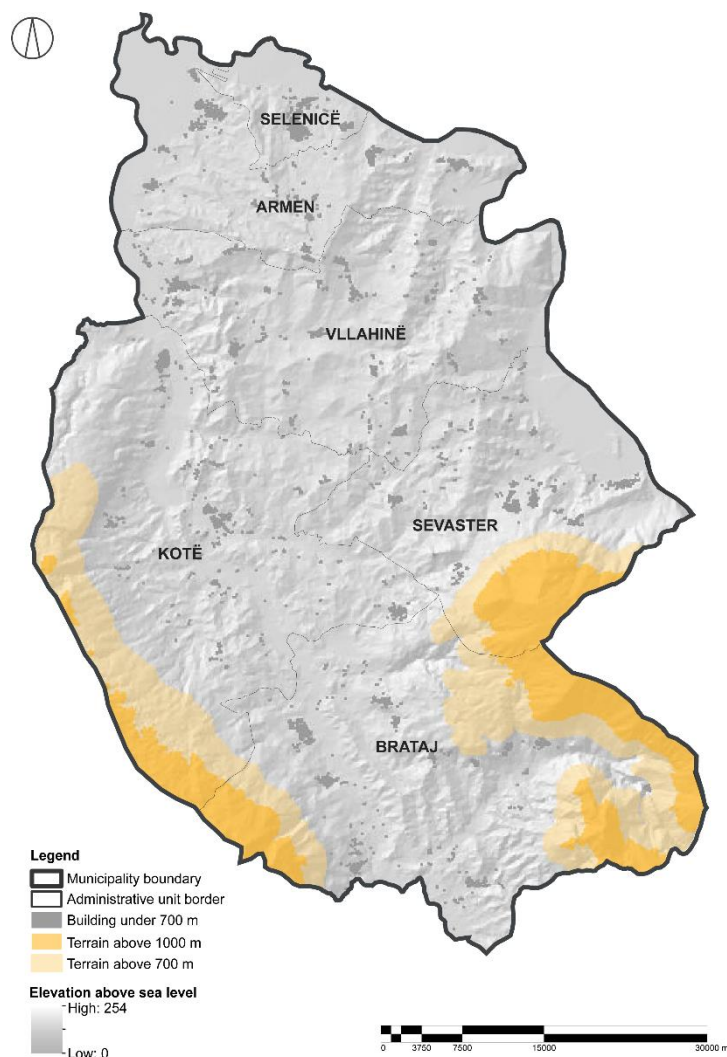 SELENICË
ARMEN
VLLAHINË
SEVASTER
KOTË
BRATAJ
Legend
Municipality boundary
Administrative unit border
Building under 700 m
Terrain above 1000 m
Terrain above 700 m
Elevation above sea level
High: 254
Low: 0
0 3750 7500 15000 30000 m